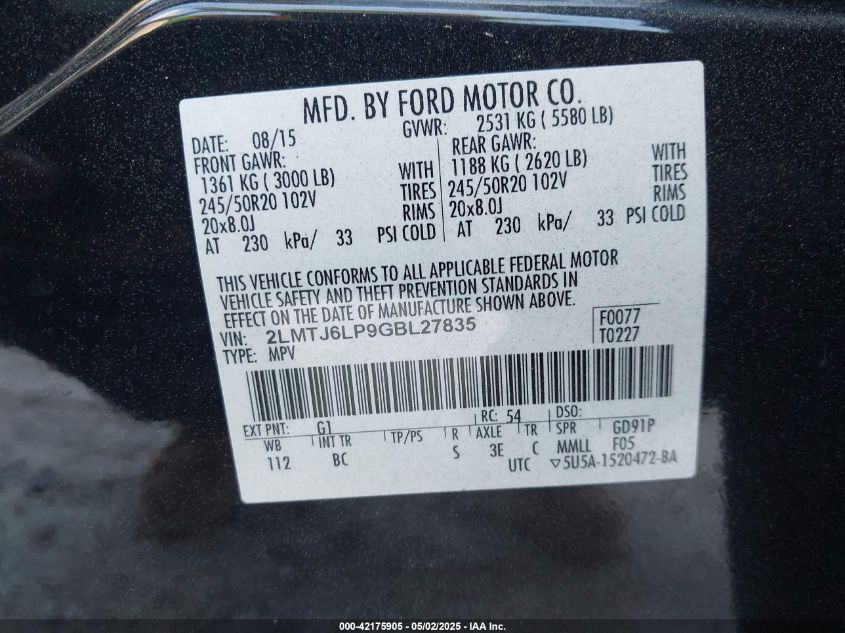 MFD. BY FORD MOTOR CO.
DATE: 08/15 GVWR: 2531 KG ( 5580 LB)
FRONT GAWR: REAR GAWR:
1361 KG ( 3000 LB) WITH 1188 KG ( 2620 LB) WITH
245/50R20 102V TIRES 245/50R20 102V TIRES
20x8.0J RIMS 20x8.0J RIMS
AT 230 kPa/ 33 PSI COLD AT 230 kPa/ 33 PSI COLD
THIS VEHICLE CONFORMS TO ALL APPLICABLE FEDERAL MOTOR
VEHICLE SAFETY AND THEFT PREVENTION STANDARDS IN
EFFECT ON THE DATE OF MANUFACTURE SHOWN ABOVE.
VIN: 2LMTJ6LP9GBL27835 F0077
TYPE: MPV T0227
EXT PNT: G1 RC: 54 DSO:
WB INT TR TP/PS R AXLE TR SPR GD91P
112 BC S 3E C MMLL F05
UTC ▽5U5A-1520472-BA
000-42175905 - 05/02/2025 - IAA Inc.